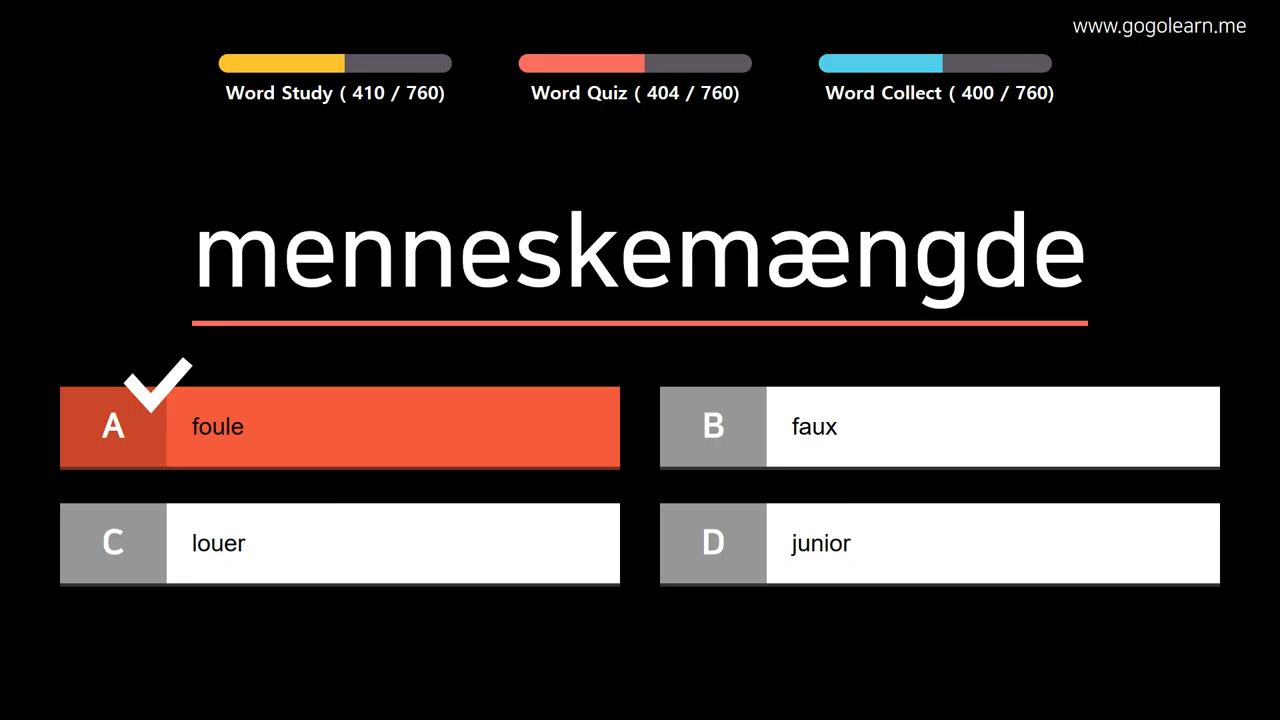 www.gogolearn.me
Word Study ( 410 / 760)
Word Quiz ( 404 / 760)
Word Collect ( 400 / 760)
menneskemængde
A foule
B faux
C louer
D junior